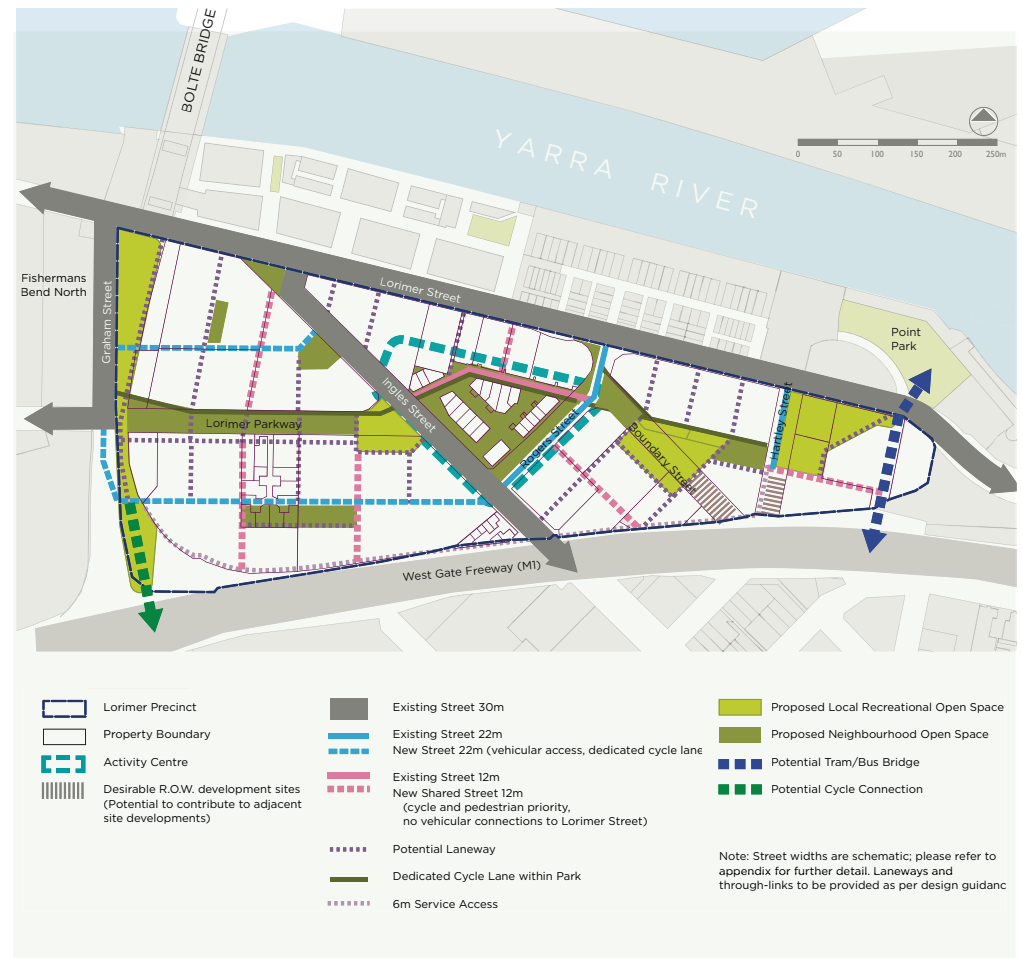 BOLTE BRIDGE
YARRA RIVER
0 50 100 150 200 250m
Fishermans
Bend North
Graham Street
Lorimer Street
Point
Park
Ingles Street
Lorimer Parkway
Rogers Street
Boundary Street
Hartley Street
West Gate Freeway (M1)
Lorimer Precinct
Property Boundary
Activity Centre
Desirable R.O.W. development sites
(Potential to contribute to adjacent
site developments)
Existing Street 30m
Existing Street 22m
New Street 22m (vehicular access, dedicated cycle lane
Existing Street 12m
New Shared Street 12m
(cycle and pedestrian priority,
no vehicular connections to Lorimer Street)
Potential Laneway
Dedicated Cycle Lane within Park
6m Service Access
Proposed Local Recreational Open Space
Proposed Neighbourhood Open Space
Potential Tram/Bus Bridge
Potential Cycle Connection
Note: Street widths are schematic; please refer to
appendix for further detail. Laneways and
through-links to be provided as per design guidanc